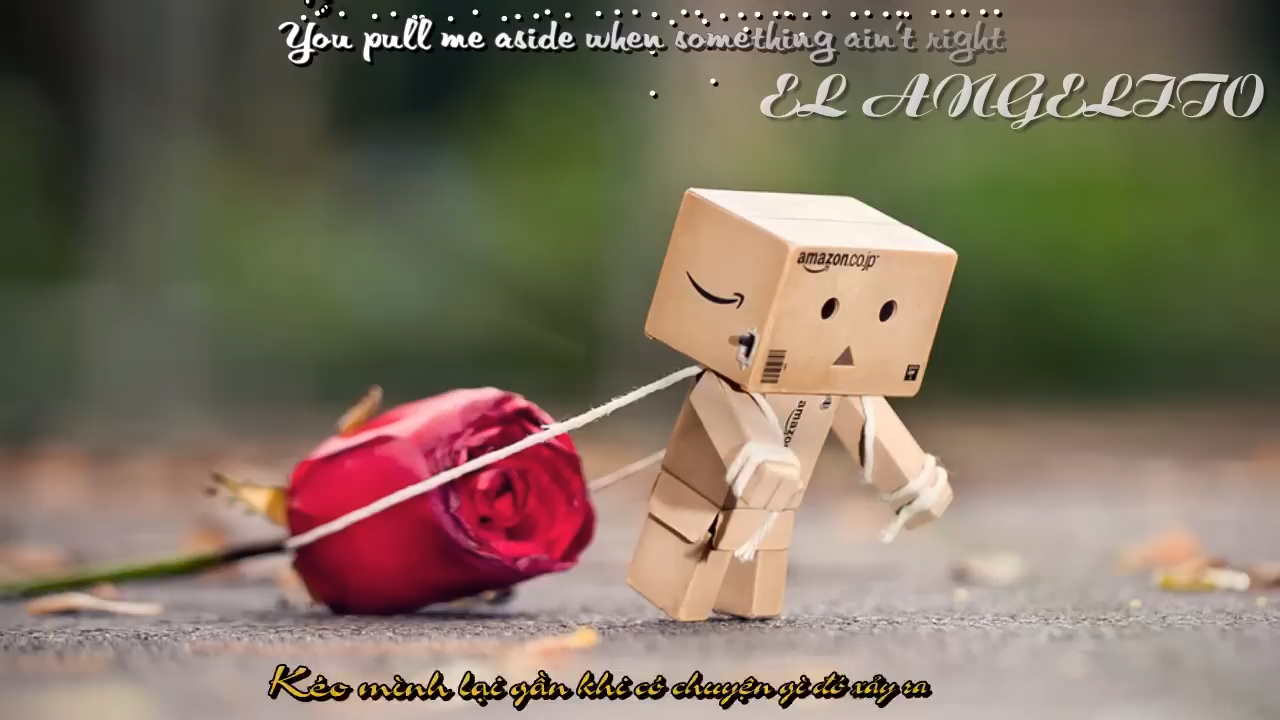 You pull me aside when something ain't right
EL ANGELITO
amazon.co.jp
amazon
Kéo mình lại gần khi có chuyện gì đó xảy ra